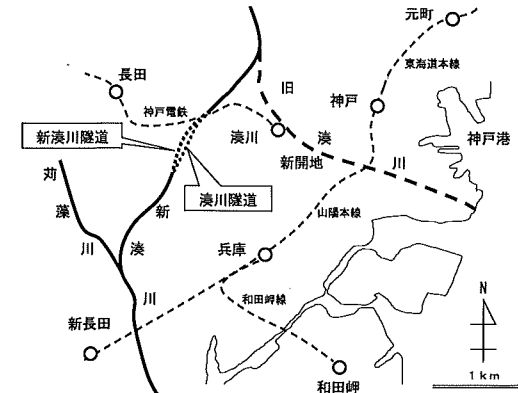 元町
東海道本線
長田
旧湊川
神戸
神戸電鉄
神戸港
新湊川隧道
湊川
新開地
湊川隧道
苅藻川
新湊川
山陽本線
兵庫
和田岬線
新長田
和田岬
N
1km